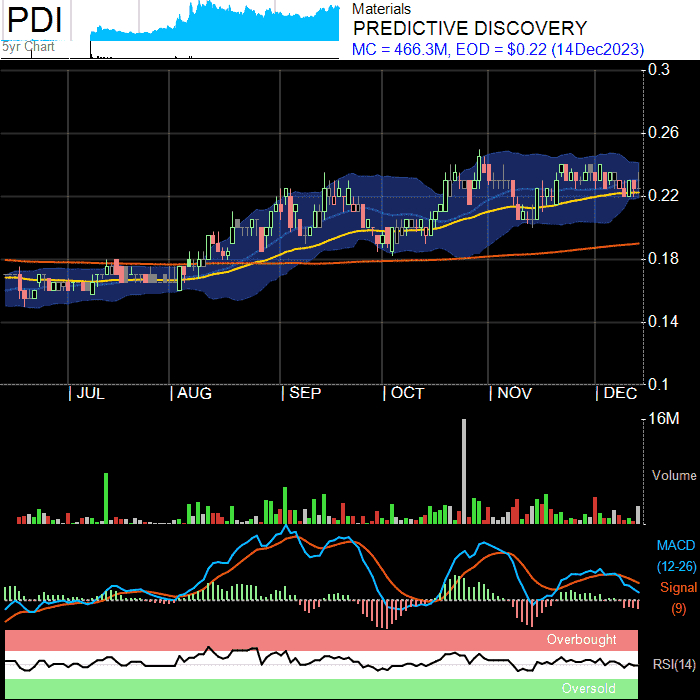 PDI
5yr Chart
Materials
PREDICTIVE DISCOVERY
MC = 466.3M, EOD = $0.22 (14Dec2023)
0.3
0.26
0.22
0.18
0.14
0.1
JUL AUG SEP OCT NOV DEC
16M
Volume
MACD
(12-26)
Signal
(9)
Overbought
RSI(14)
Oversold